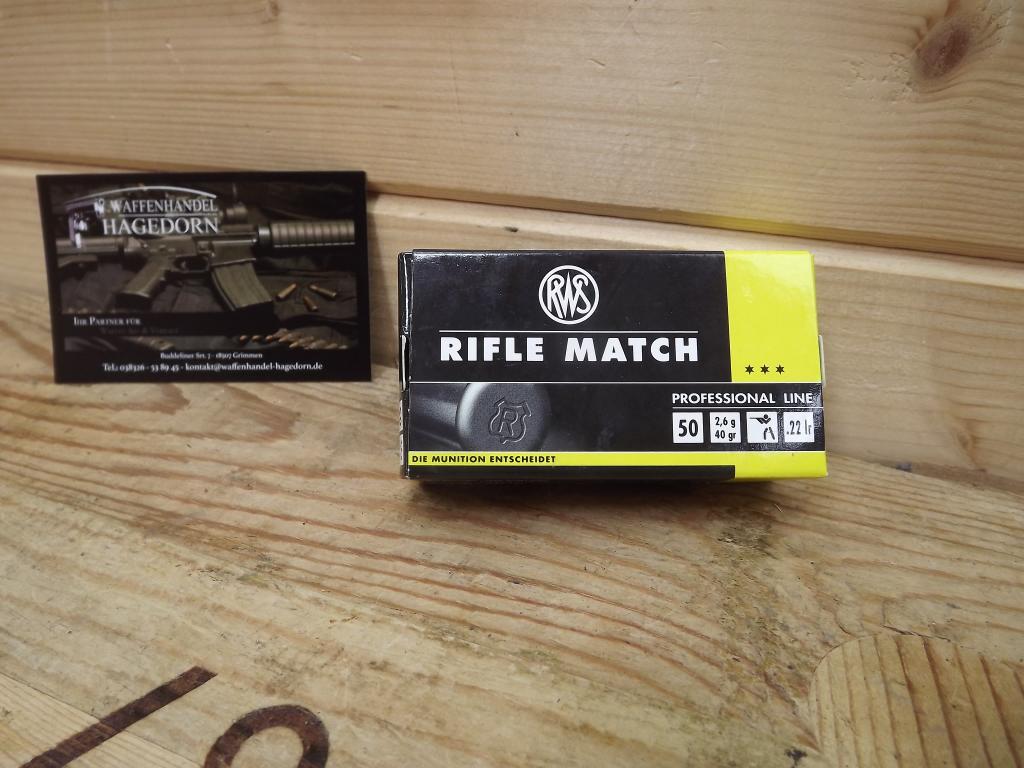 WAFFENHANDEL
HAGEDORN
IHR PARTNER FÜR
Tel.: 038326 - 53 89 45 - kontakt@waffenhandel-hagedorn.de
RWS
RIFLE MATCH
PROFESSIONAL LINE
50
2,6 g
40 gr
.22 lr
R
DIE MUNITION ENTSCHEIDET